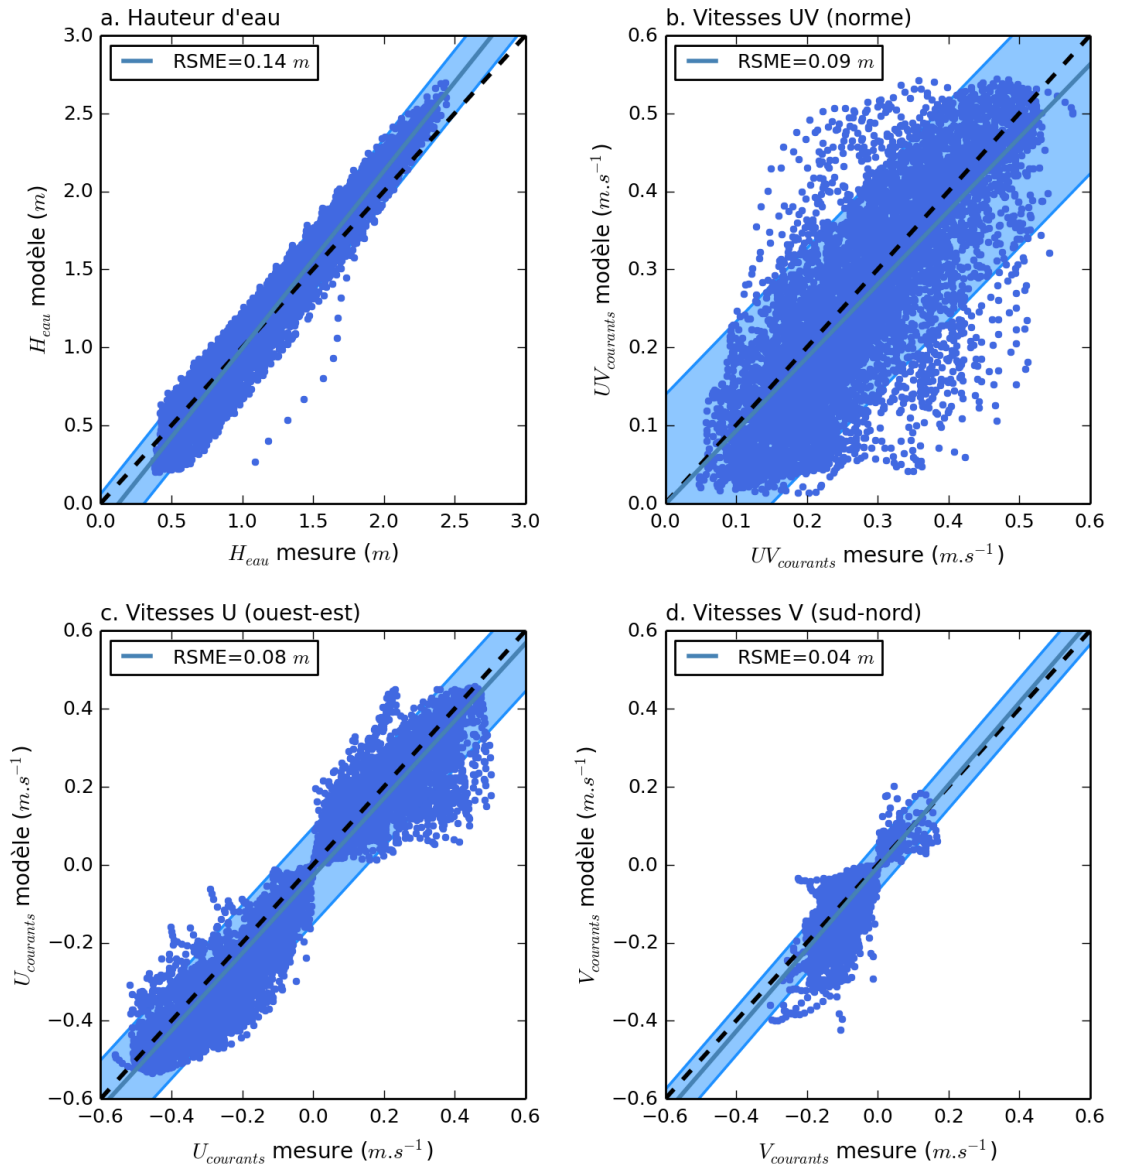 a. Hauteur d'eau
RSME=0.14 m
3.0
2.5
2.0
1.5
1.0
0.5
0.0
0.0 0.5 1.0 1.5 2.0 2.5 3.0
H_eau modèle (m)
H_eau mesure (m)
b. Vitesses UV (norme)
RSME=0.09 m
0.6
0.5
0.4
0.3
0.2
0.1
0.0
0.0 0.1 0.2 0.3 0.4 0.5 0.6
UV_courants modèle (m.s⁻¹)
UV_courants mesure (m.s⁻¹)
c. Vitesses U (ouest-est)
RSME=0.08 m
0.6
0.4
0.2
0.0
−0.2
−0.4
−0.6
−0.6 −0.4 −0.2 0.0 0.2 0.4 0.6
U_courants modèle (m.s⁻¹)
U_courants mesure (m.s⁻¹)
d. Vitesses V (sud-nord)
RSME=0.04 m
0.6
0.4
0.2
0.0
−0.2
−0.4
−0.6
−0.6 −0.4 −0.2 0.0 0.2 0.4 0.6
V_courants modèle (m.s⁻¹)
V_courants mesure (m.s⁻¹)